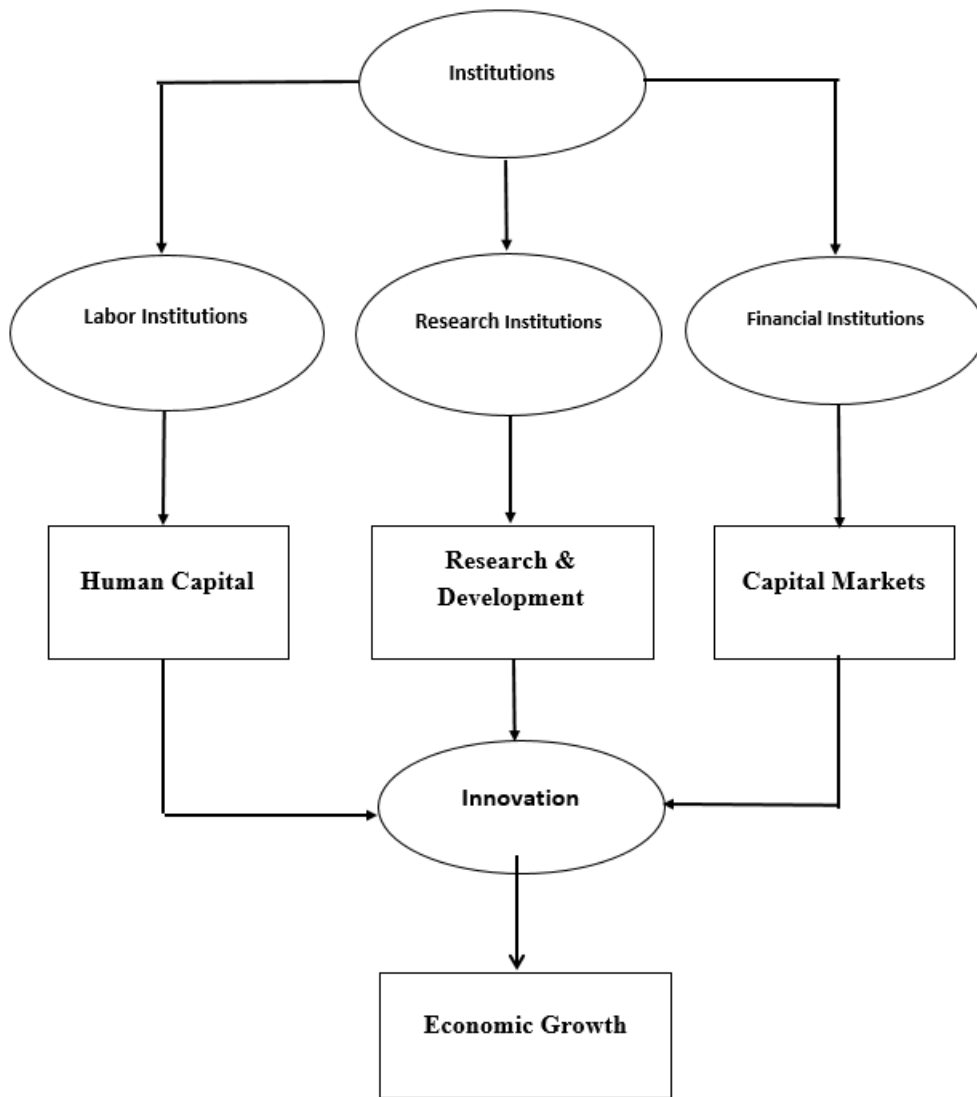 Institutions
Labor Institutions
Research Institutions
Financial Institutions
Human Capital
Research &
Development
Capital Markets
Innovation
Economic Growth